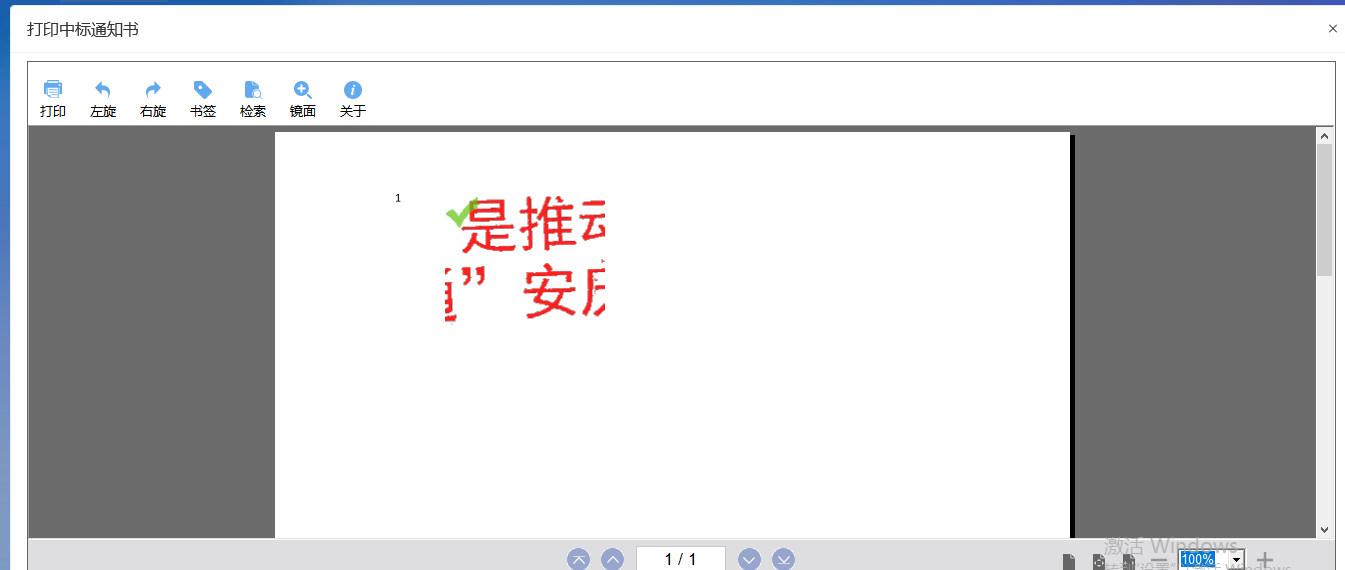 打印中标通知书
打印 左旋 右旋 书签 检索 镜面 关于
1
是推
” 安
1 / 1
激活 Windows
100%